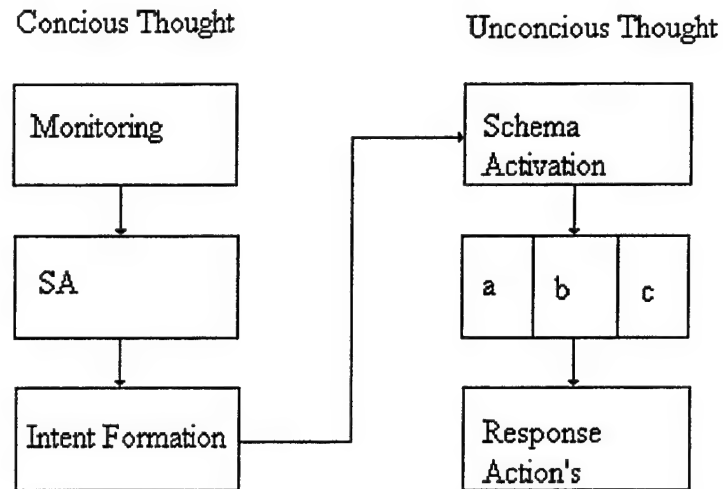 Concious Thought
Monitoring
SA
Intent Formation
Unconcious Thought
Schema
Activation
a b c
Response
Action's